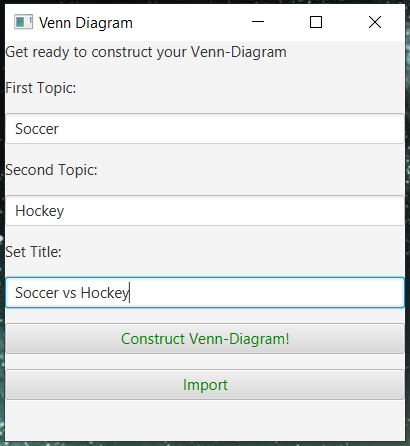 Venn Diagram
Get ready to construct your Venn-Diagram
First Topic:
Soccer
Second Topic:
Hockey
Set Title:
Soccer vs Hockey
Construct Venn-Diagram!
Import